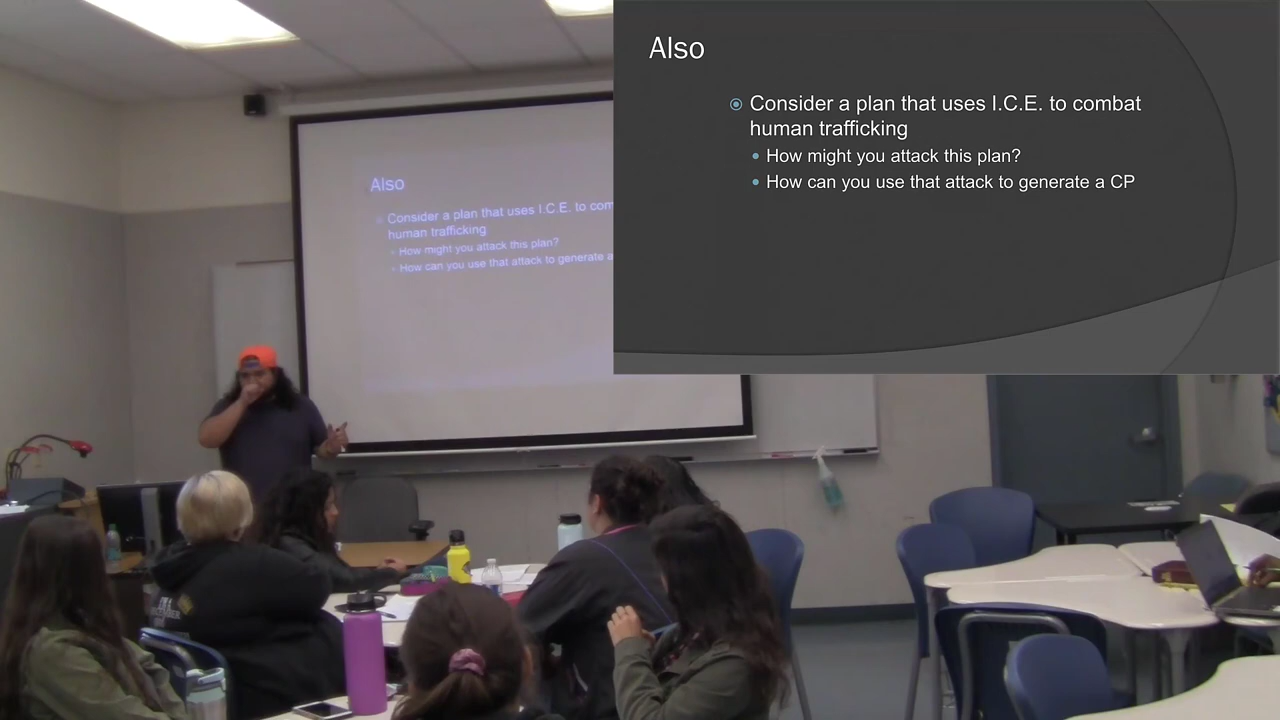 Also
Consider a plan that uses I.C.E. to combat
human trafficking
How might you attack this plan?
How can you use that attack to generate a CP
Also
Consider a plan that uses I.C.E. to com
human trafficking
How might you attack this plan?
How can you use that attack to generate a